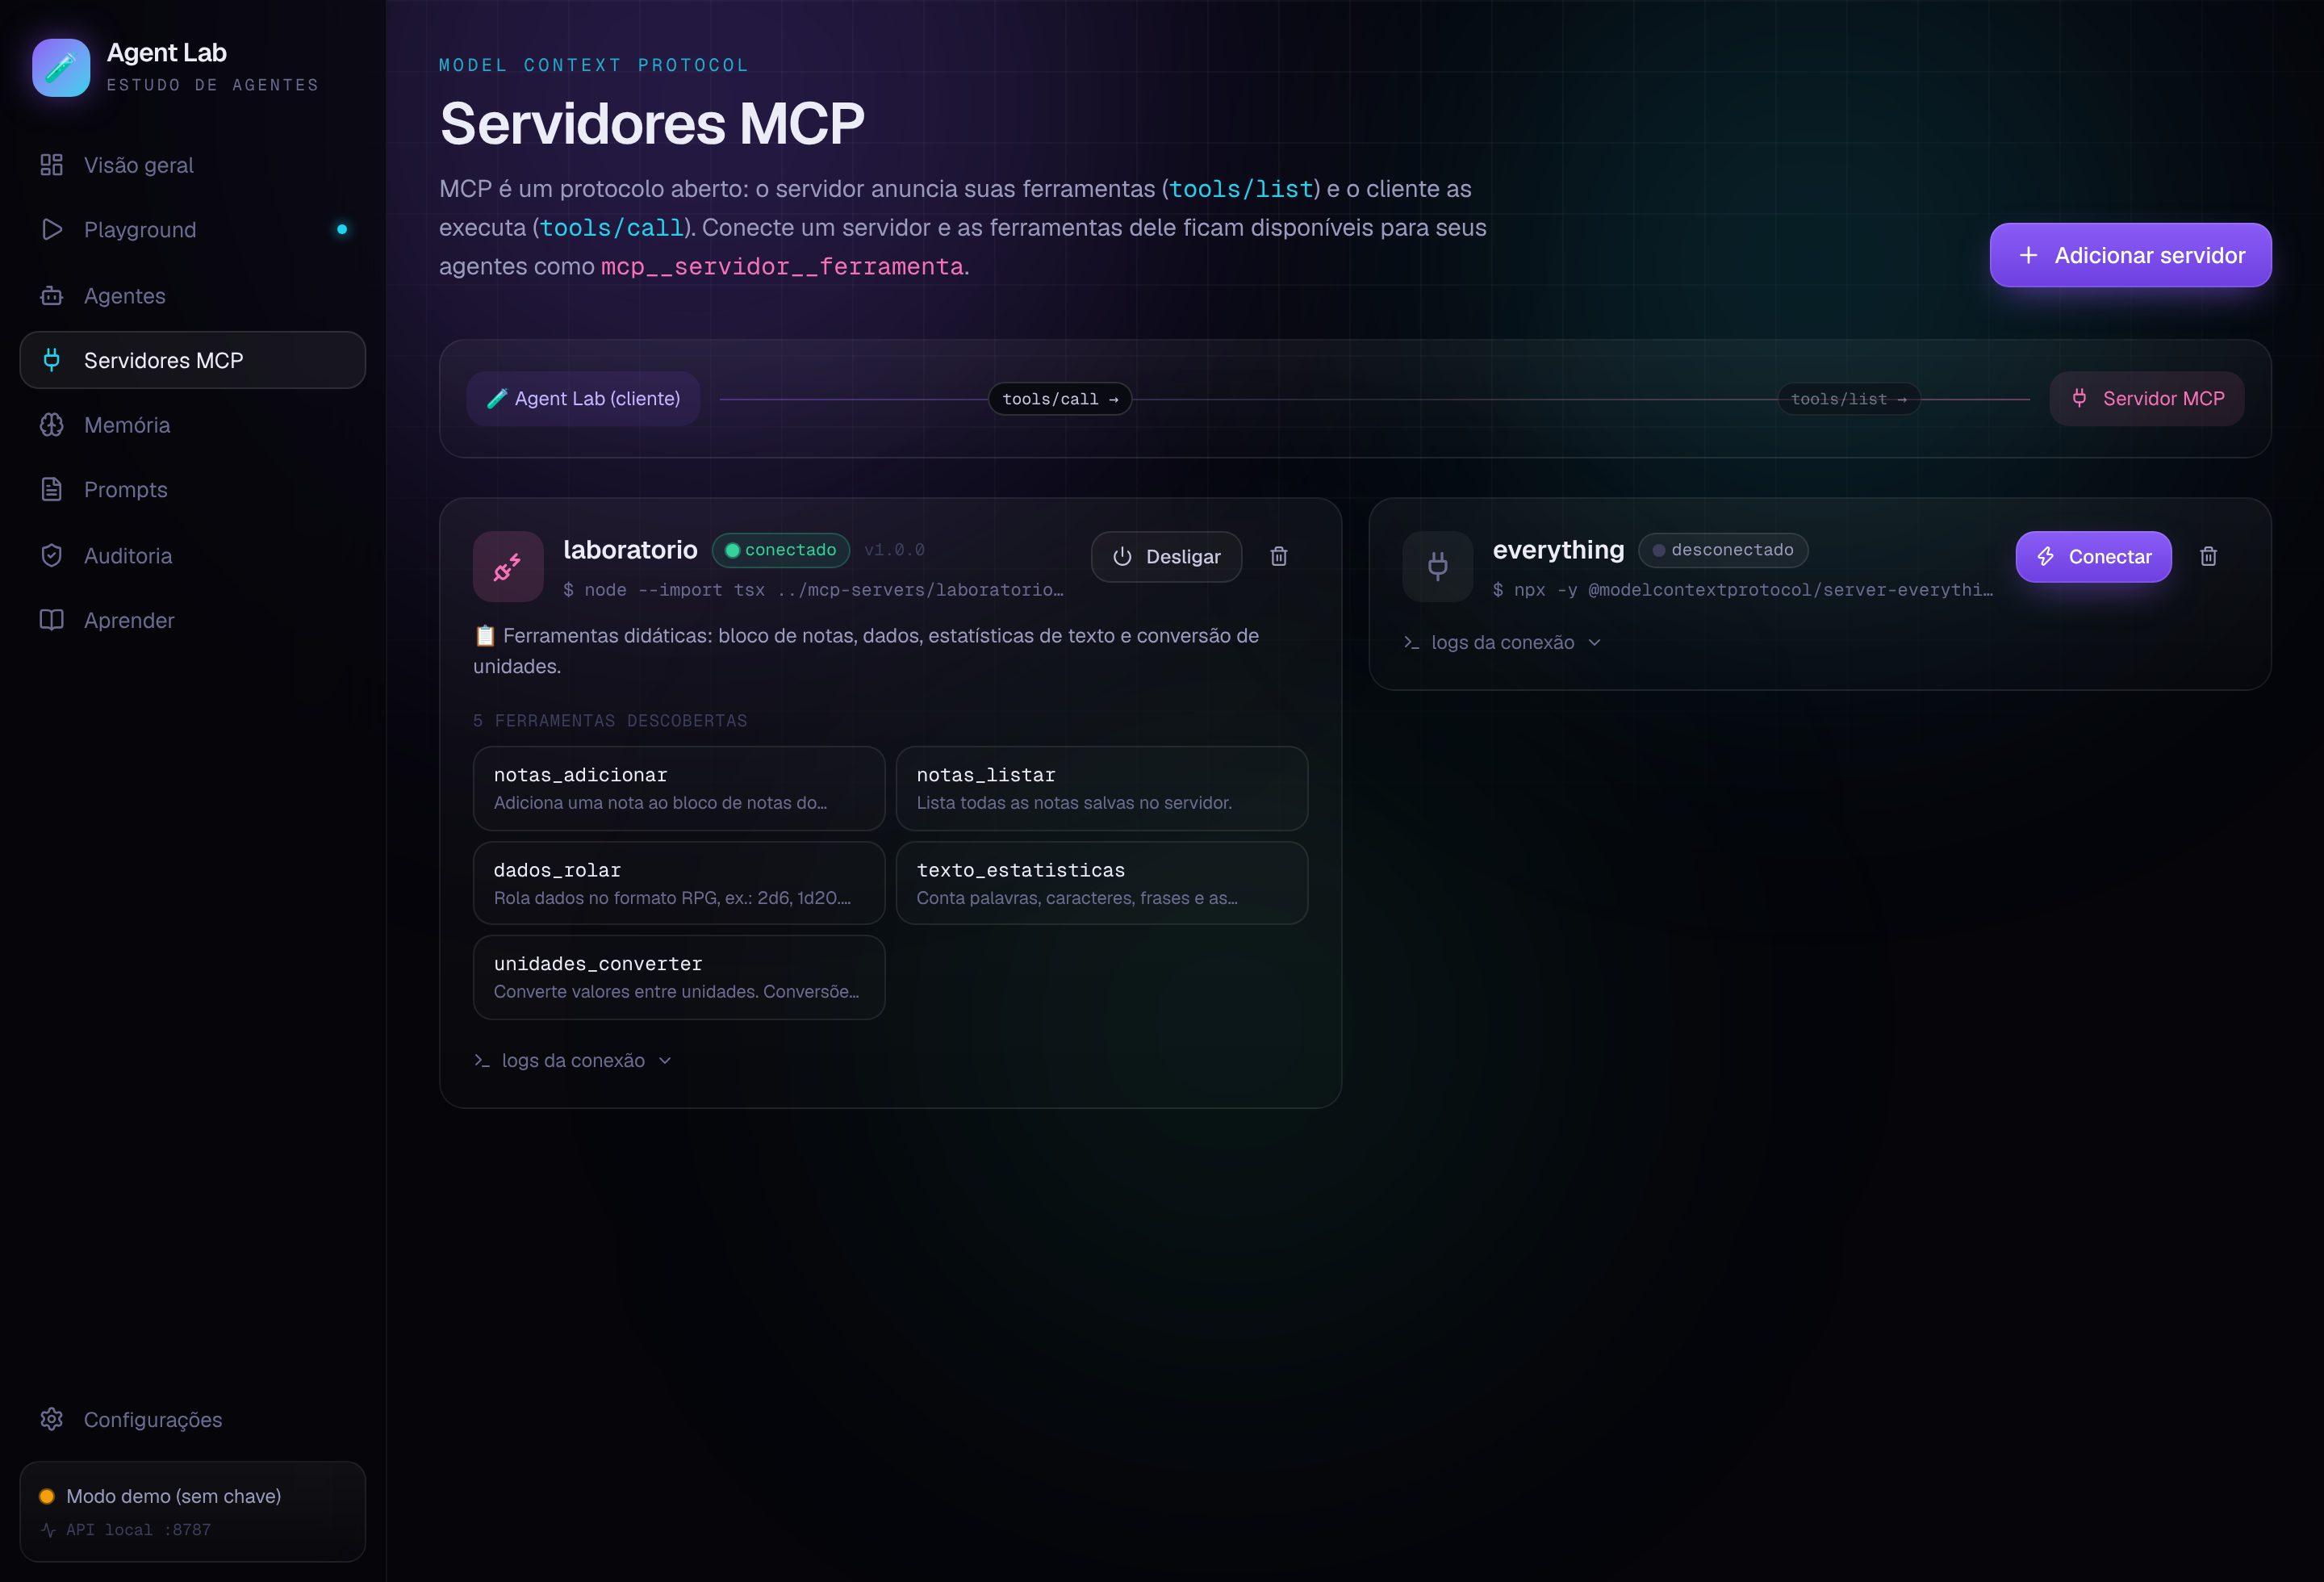 Agent Lab
ESTUDO DE AGENTES
Visão geral
Playground
Agentes
Servidores MCP
Memória
Prompts
Auditoria
Aprender
Configurações
Modo demo (sem chave)
API local :8787
MODEL CONTEXT PROTOCOL
Servidores MCP
MCP é um protocolo aberto: o servidor anuncia suas ferramentas (tools/list) e o cliente as
executa (tools/call). Conecte um servidor e as ferramentas dele ficam disponíveis para seus
agentes como mcp__servidor__ferramenta.
Adicionar servidor
Agent Lab (cliente)
tools/call →
tools/list →
Servidor MCP
laboratorio
conectado
v1.0.0
Desligar
$ node --import tsx ../mcp-servers/laboratorio…
📋 Ferramentas didáticas: bloco de notas, dados, estatísticas de texto e conversão de
unidades.
5 FERRAMENTAS DESCOBERTAS
notas_adicionar
Adiciona uma nota ao bloco de notas do…
notas_listar
Lista todas as notas salvas no servidor.
dados_rolar
Rola dados no formato RPG, ex.: 2d6, 1d20.…
texto_estatisticas
Conta palavras, caracteres, frases e as…
unidades_converter
Converte valores entre unidades. Conversõe…
logs da conexão
everything
desconectado
Conectar
$ npx -y @modelcontextprotocol/server-everythi…
logs da conexão